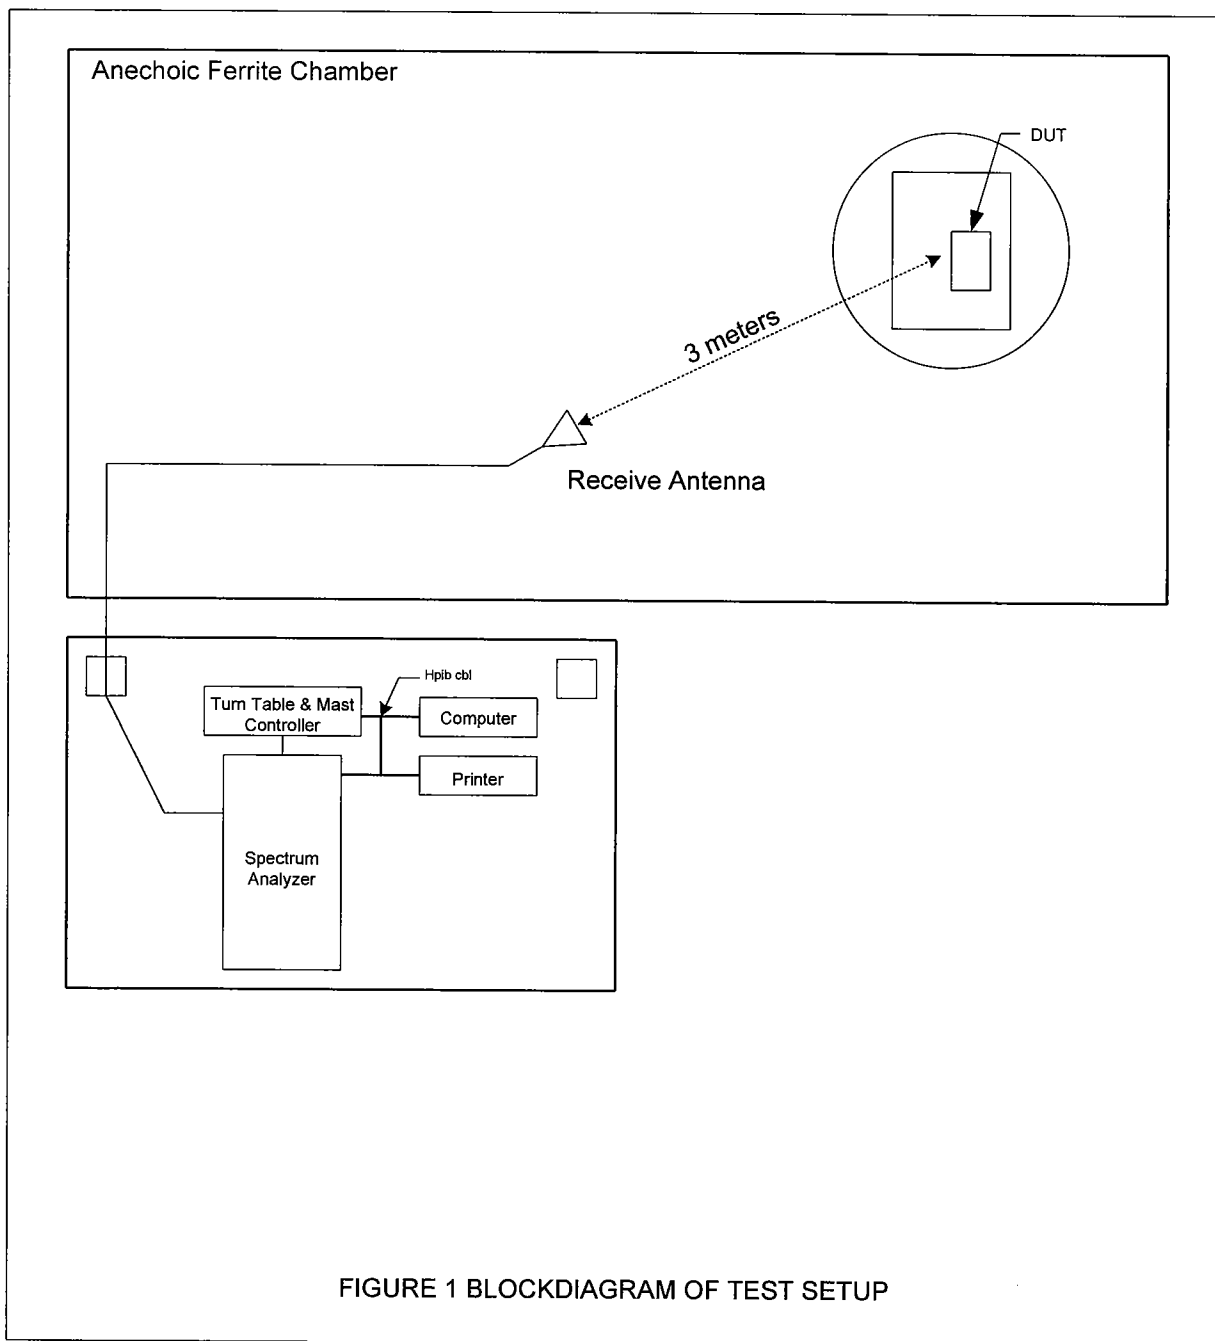 Anechoic Ferrite Chamber
DUT
3 meters
Receive Antenna
Hpib cbl
Turn Table & Mast
Controller
Computer
Printer
Spectrum
Analyzer
FIGURE 1 BLOCKDIAGRAM OF TEST SETUP